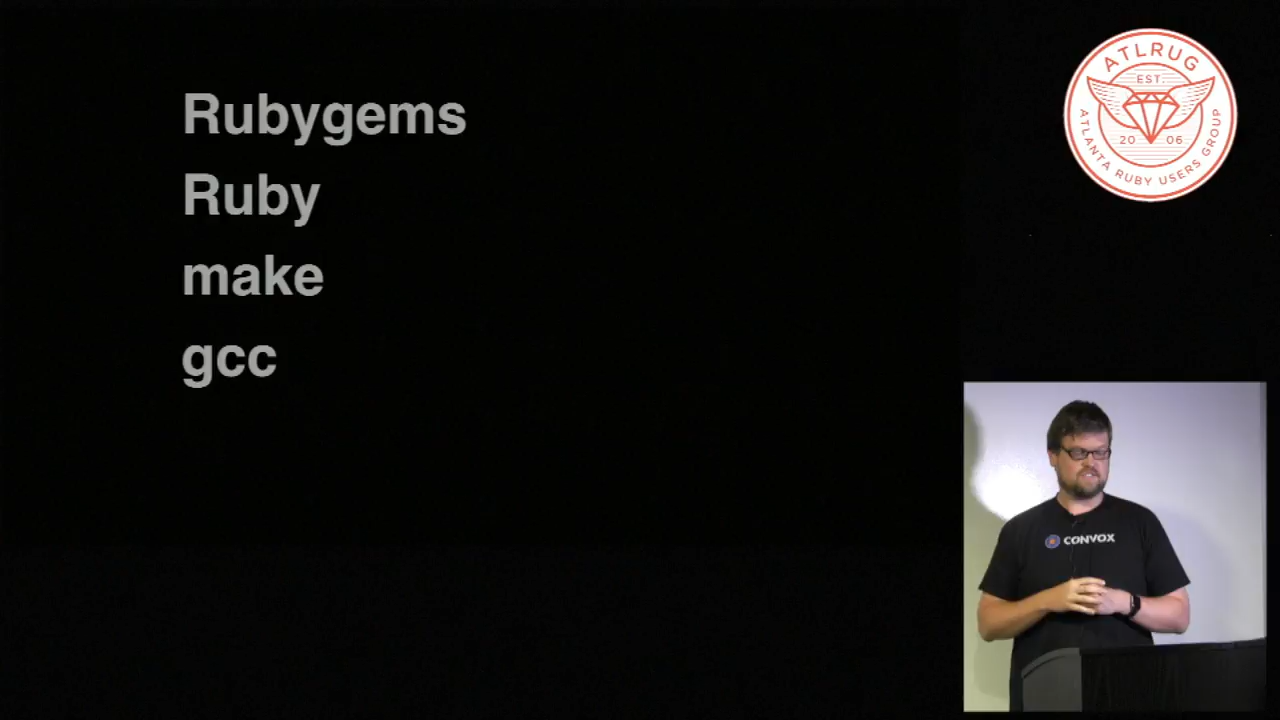 Rubygems
Ruby
make
gcc
ATLRUG
EST.
20 06
ATLANTA RUBY USERS GROUP
CONVOX